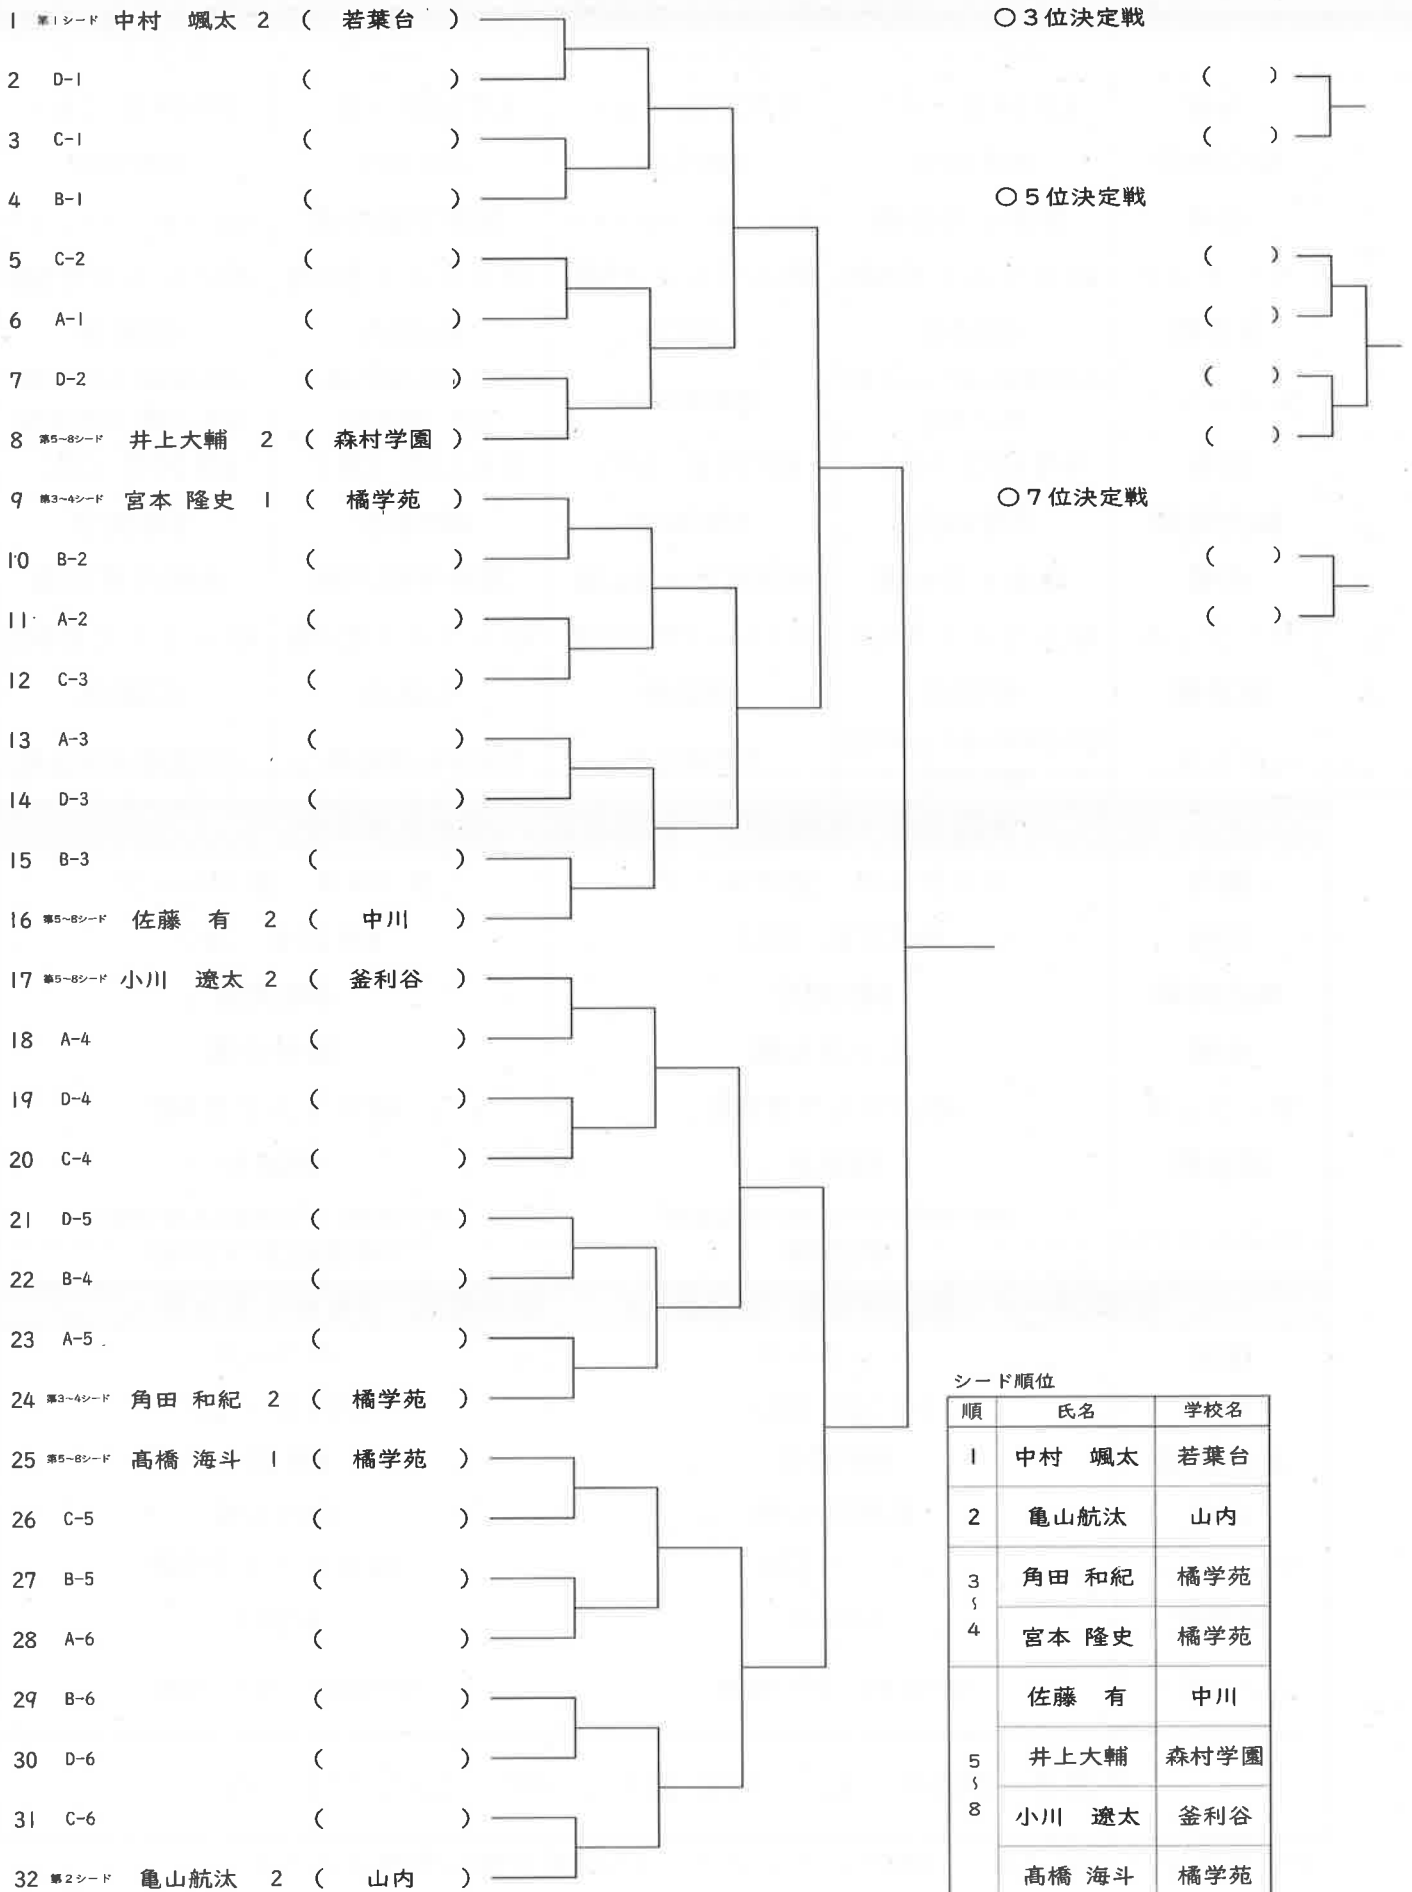 1 第1シード 中村 颯太 2 ( 若葉台 )
2 D-1 ( )
3 C-1 ( )
4 B-1 ( )
5 C-2 ( )
6 A-1 ( )
7 D-2 ( )
8 第5~8シード 井上大輔 2 ( 森村学園 )
9 第3~4シード 宮本 隆史 1 ( 橘学苑 )
10 B-2 ( )
11 A-2 ( )
12 C-3 ( )
13 A-3 ( )
14 D-3 ( )
15 B-3 ( )
16 第5~8シード 佐藤 有 2 ( 中川 )
17 第5~8シード 小川 遼太 2 ( 釜利谷 )
18 A-4 ( )
19 D-4 ( )
20 C-4 ( )
21 D-5 ( )
22 B-4 ( )
23 A-5 ( )
24 第3~4シード 角田 和紀 2 ( 橘学苑 )
25 第5~8シード 髙橋 海斗 1 ( 橘学苑 )
26 C-5 ( )
27 B-5 ( )
28 A-6 ( )
29 B-6 ( )
30 D-6 ( )
31 C-6 ( )
32 第2シード 亀山航汰 2 ( 山内 )
○3位決定戦
( )
( )
○5位決定戦
( )
( )
( )
( )
○7位決定戦
( )
( )
シード順位
順 氏名 学校名
1 中村 颯太 若葉台
2 亀山航汰 山内
3~4 角田 和紀 橘学苑
宮本 隆史 橘学苑
5~8 佐藤 有 中川
井上大輔 森村学園
小川 遼太 釜利谷
髙橋 海斗 橘学苑